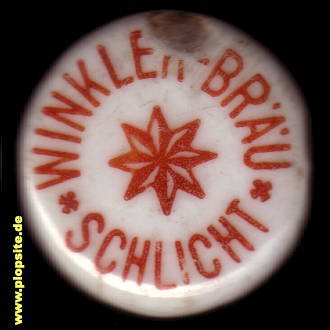 WINKLER-BRÄU
* SCHLICHT *
www.plopsite.de